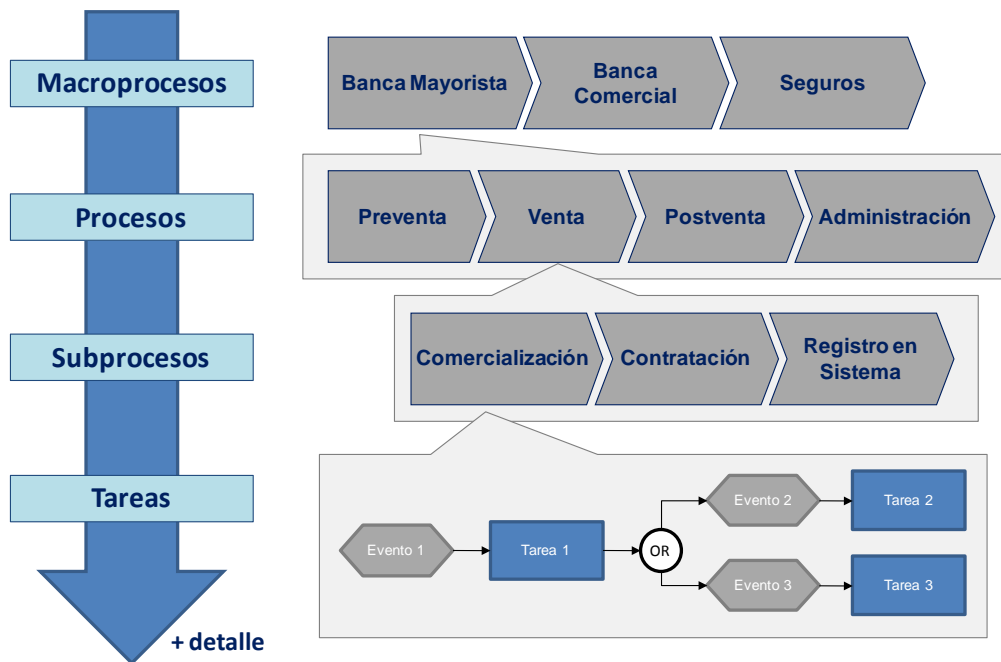 Macroprocesos
Banca Mayorista
Banca
Comercial
Seguros
Procesos
Preventa
Venta
Postventa
Administración
Subprocesos
Comercialización
Contratación
Registro en
Sistema
Tareas
Evento 1
Tarea 1
OR
Evento 2
Tarea 2
Evento 3
Tarea 3
+ detalle